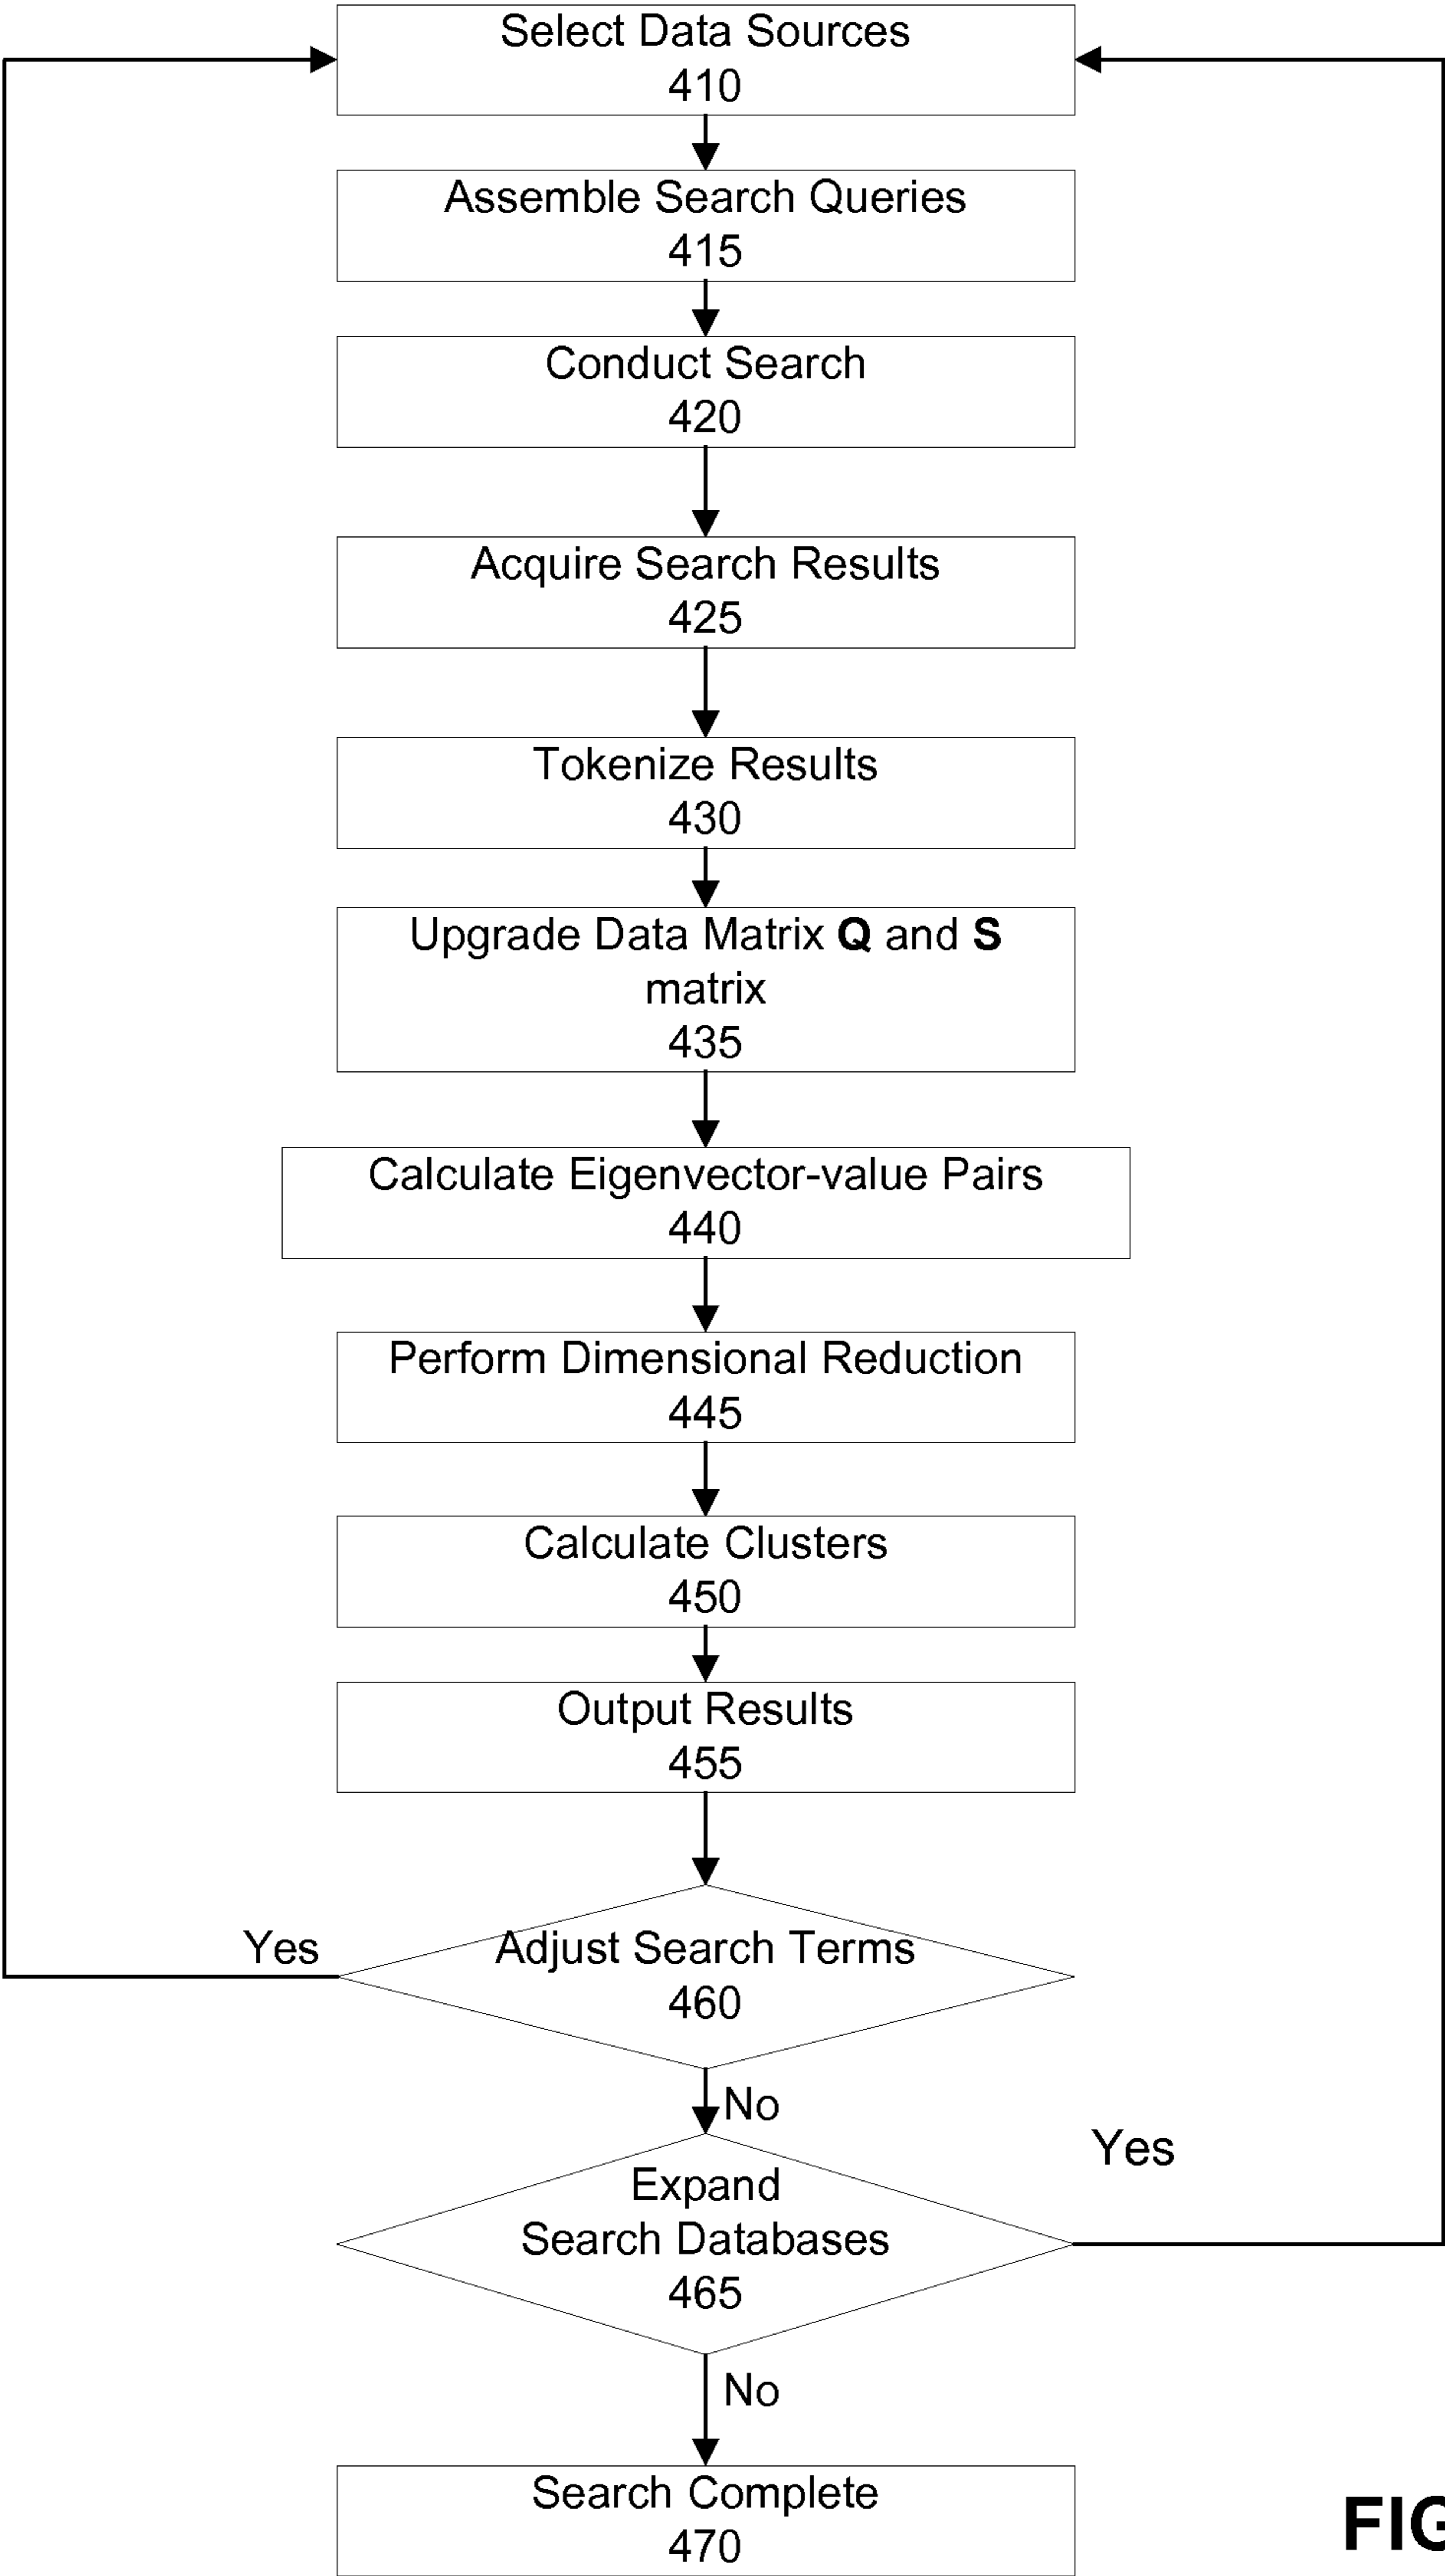 Select Data Sources
410
Assemble Search Queries
415
Conduct Search
420
Acquire Search Results
425
Tokenize Results
430
Upgrade Data Matrix Q and S
matrix
435
Calculate Eigenvector-value Pairs
440
Perform Dimensional Reduction
445
Calculate Clusters
450
Output Results
455
Yes
Adjust Search Terms
460
No
Yes
Expand
Search Databases
465
No
Search Complete
470